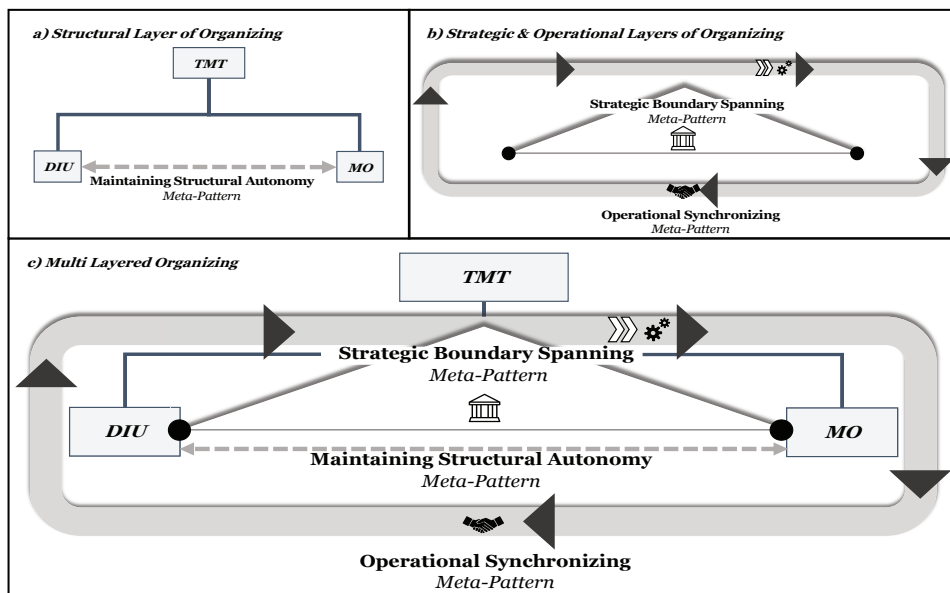 a) Structural Layer of Organizing
TMT
DIU
MO
Maintaining Structural Autonomy
Meta-Pattern
b) Strategic & Operational Layers of Organizing
Strategic Boundary Spanning
Meta-Pattern
Operational Synchronizing
Meta-Pattern
c) Multi Layered Organizing
TMT
Strategic Boundary Spanning
Meta-Pattern
DIU
MO
Maintaining Structural Autonomy
Meta-Pattern
Operational Synchronizing
Meta-Pattern